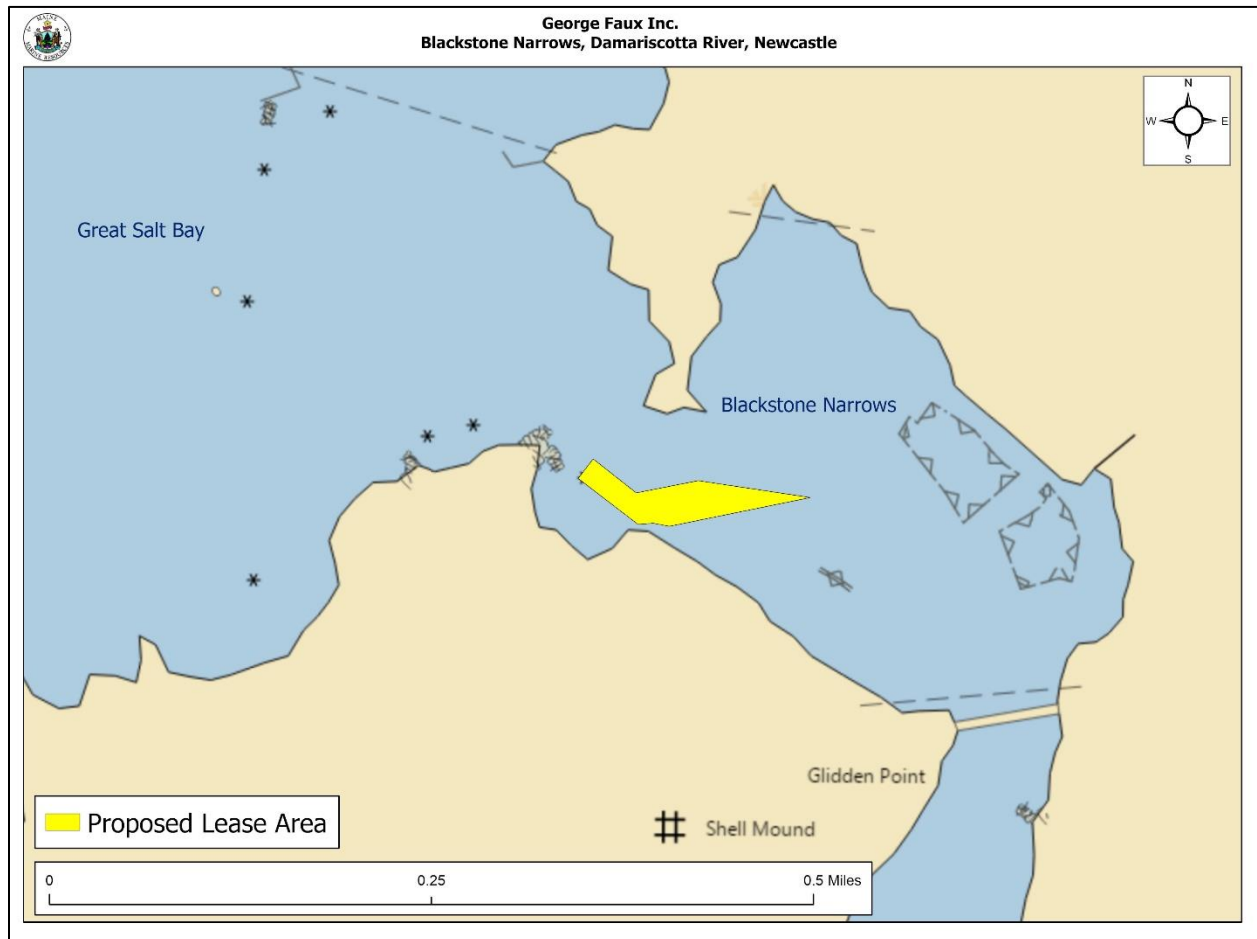 George Faux Inc.
Blackstone Narrows, Damariscotta River, Newcastle
N
W E
S
Great Salt Bay
Blackstone Narrows
Glidden Point
Shell Mound
Proposed Lease Area
0 0.25 0.5 Miles